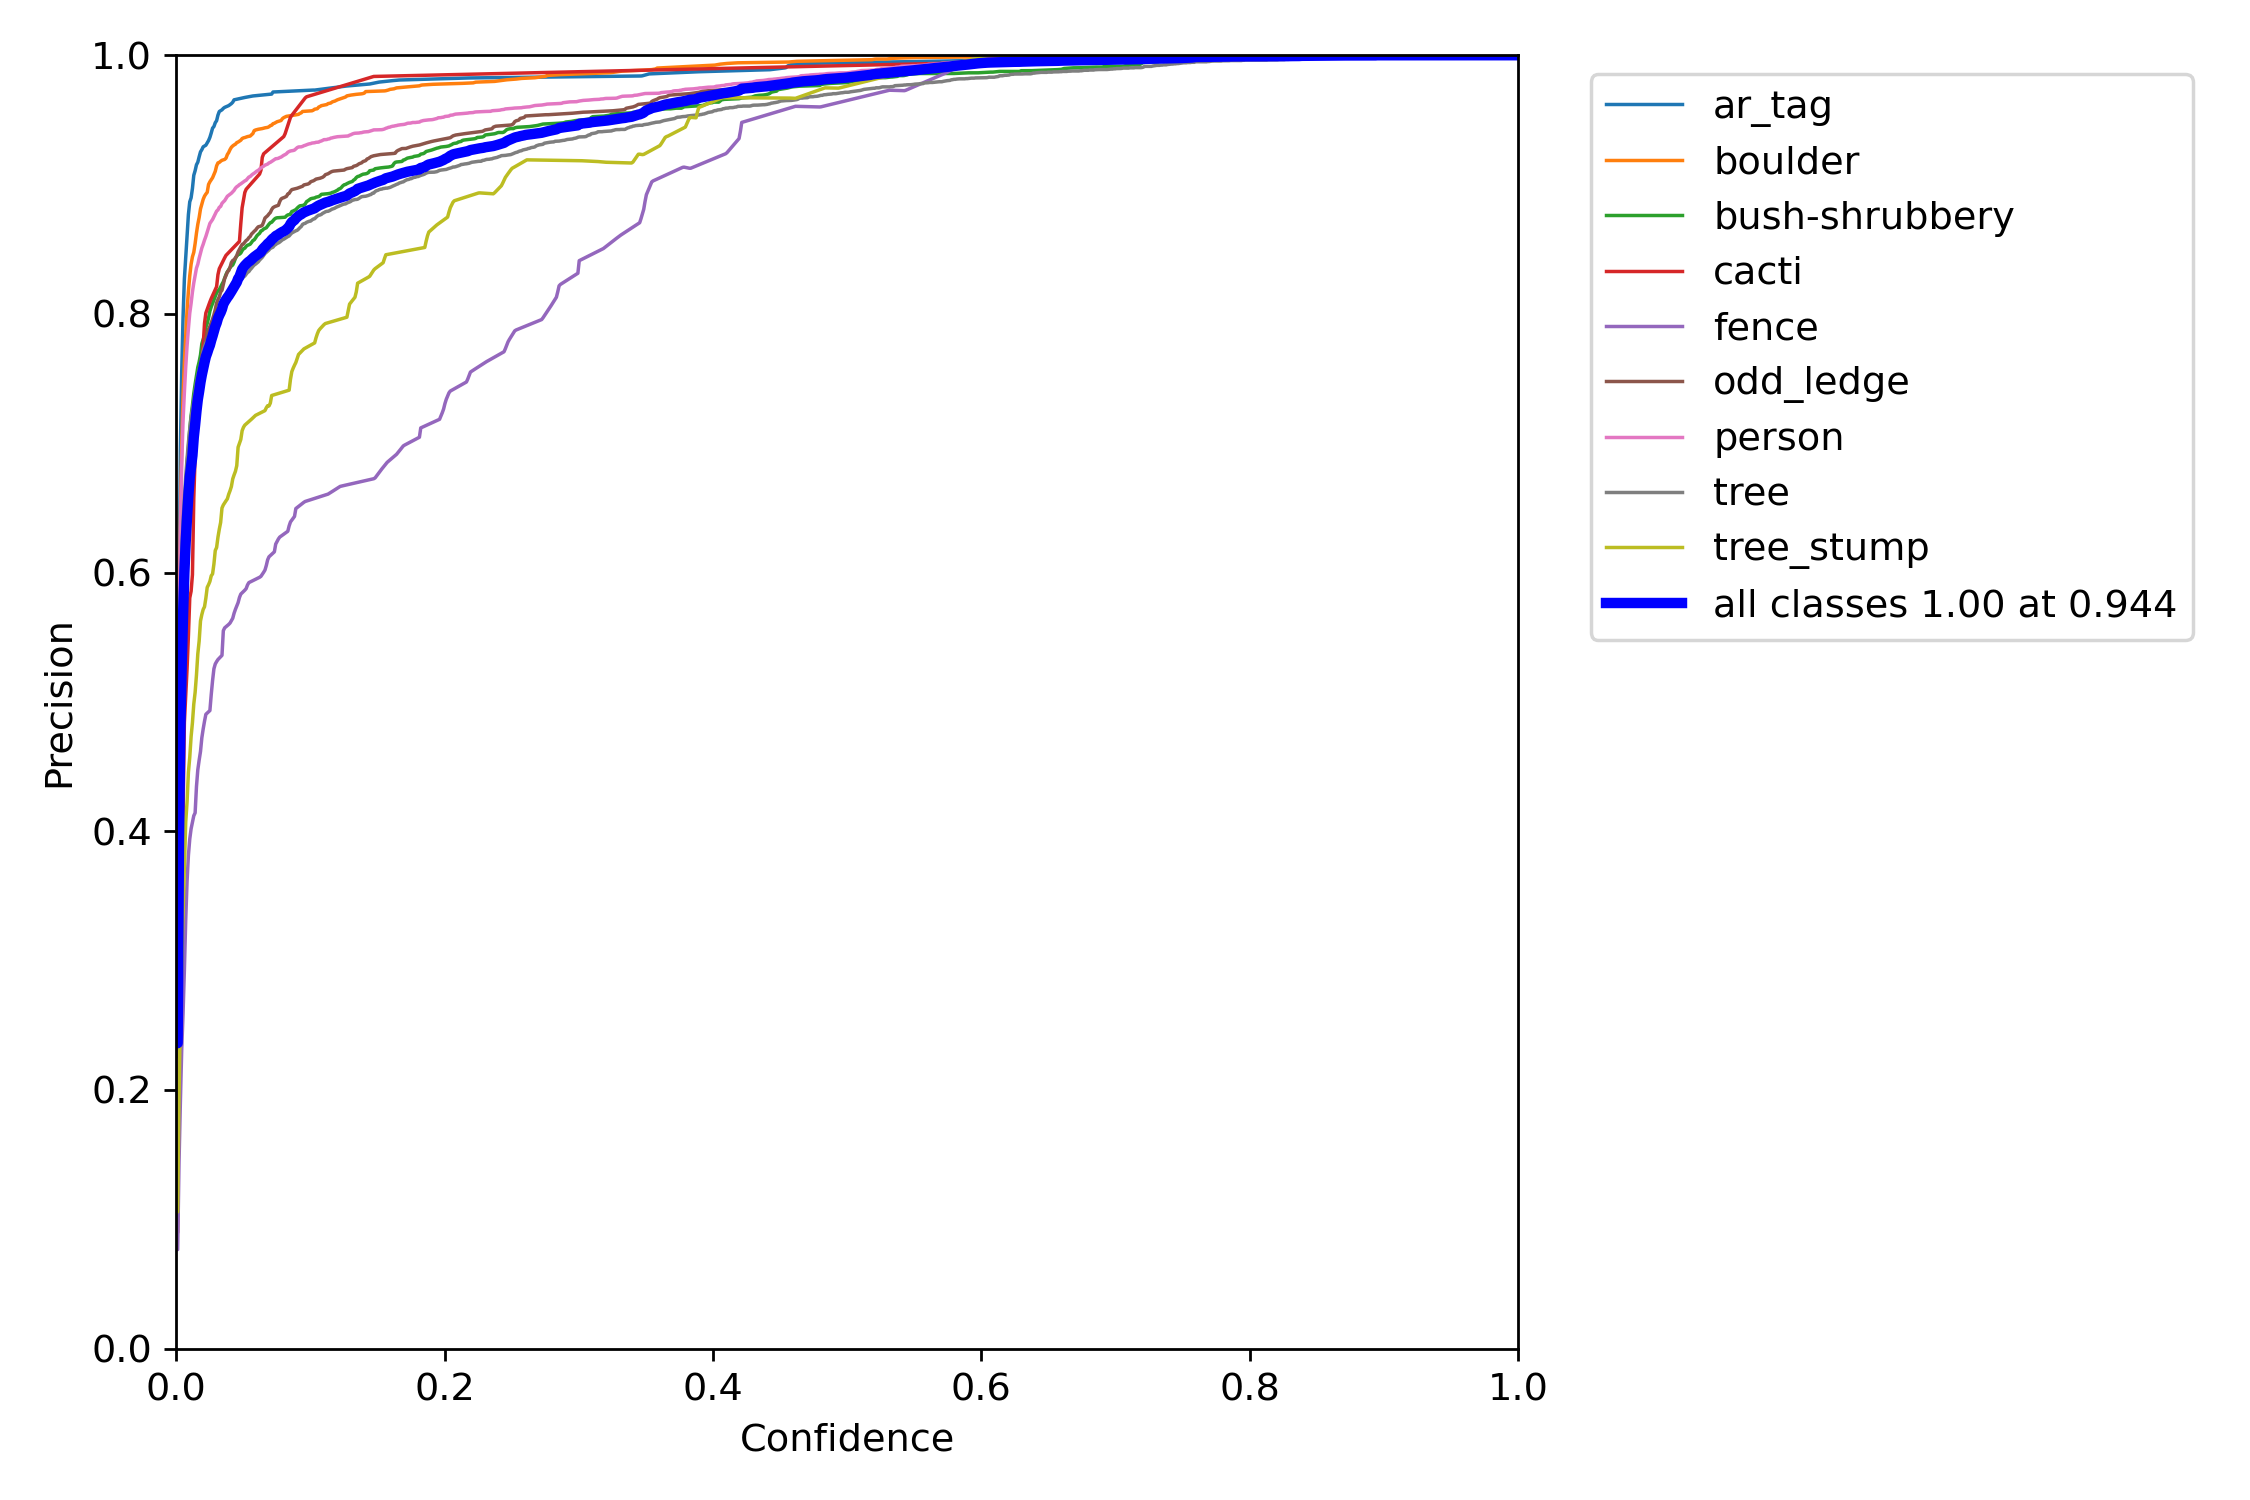 1.0
0.8
0.6
0.4
0.2
0.0
Precision
0.0 0.2 0.4 0.6 0.8 1.0
Confidence
ar_tag
boulder
bush-shrubbery
cacti
fence
odd_ledge
person
tree
tree_stump
all classes 1.00 at 0.944